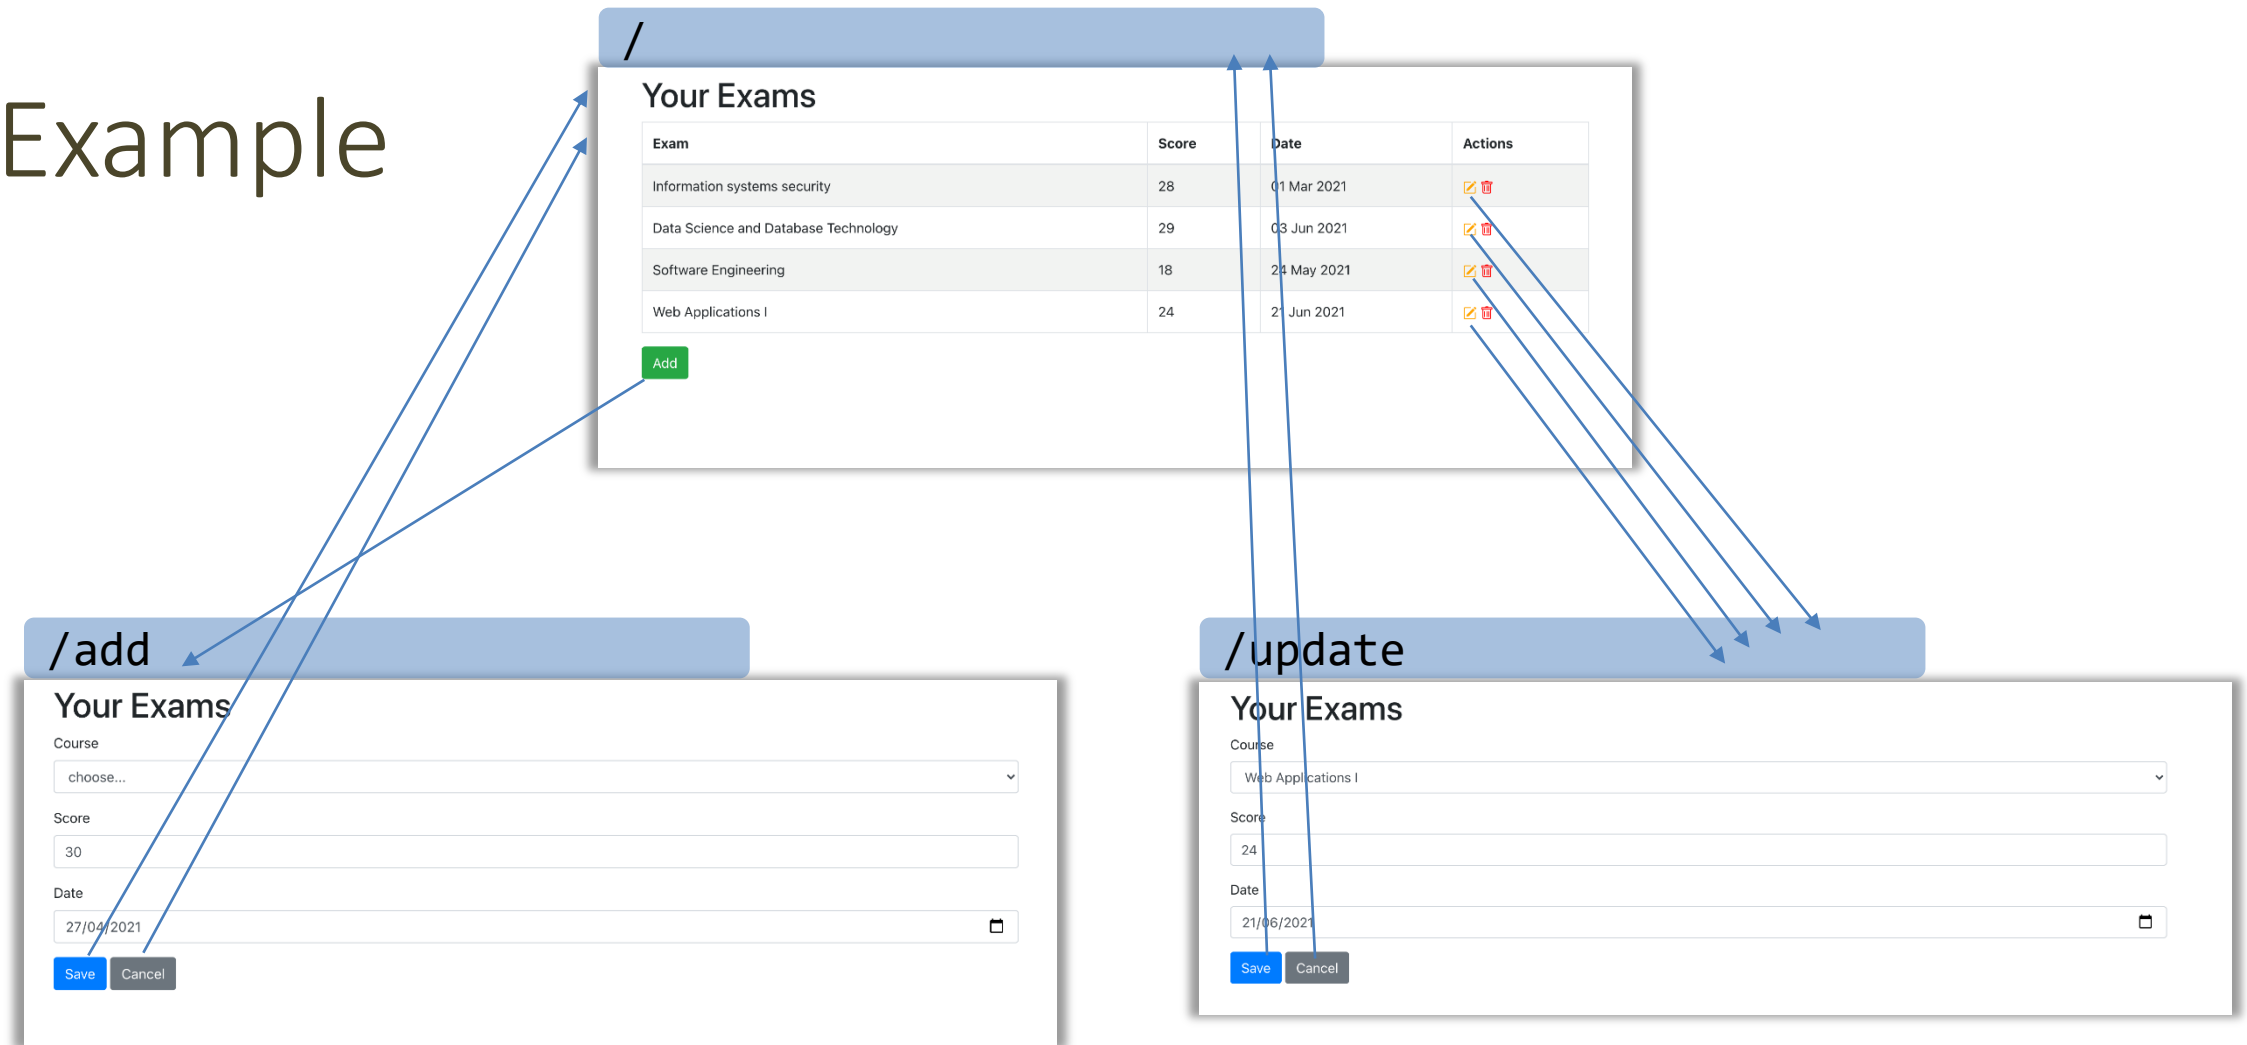 /
Example
Your Exams
Exam Score Date Actions
Information systems security 28 01 Mar 2021
Data Science and Database Technology 29 03 Jun 2021
Software Engineering 18 24 May 2021
Web Applications I 24 21 Jun 2021
Add
/add
Your Exams
Course
choose...
Score
30
Date
27/04/2021
Save Cancel
/update
Your Exams
Course
Web Applications I
Score
24
Date
21/06/2021
Save Cancel